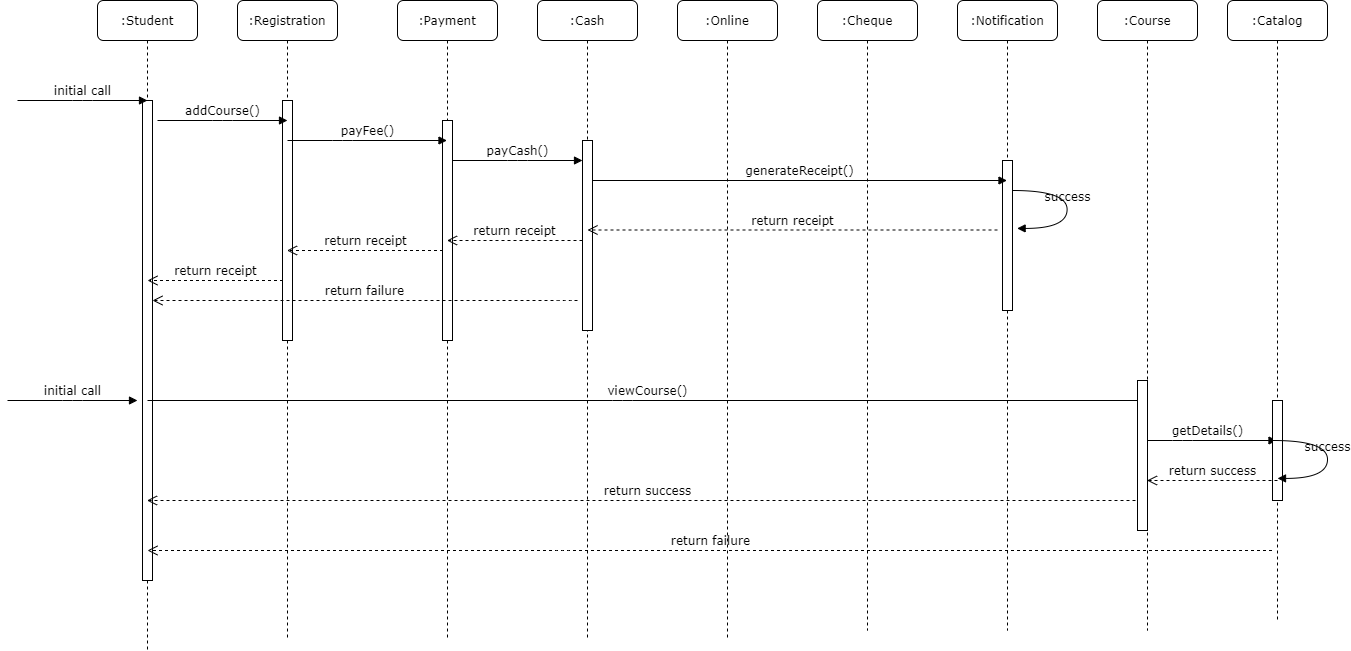 :Student
:Registration
:Payment
:Cash
:Online
:Cheque
:Notification
:Course
:Catalog
initial call
addCourse()
payFee()
payCash()
generateReceipt()
success
return receipt
return receipt
return receipt
return receipt
return failure
initial call
viewCourse()
getDetails()
success
return success
return success
return failure